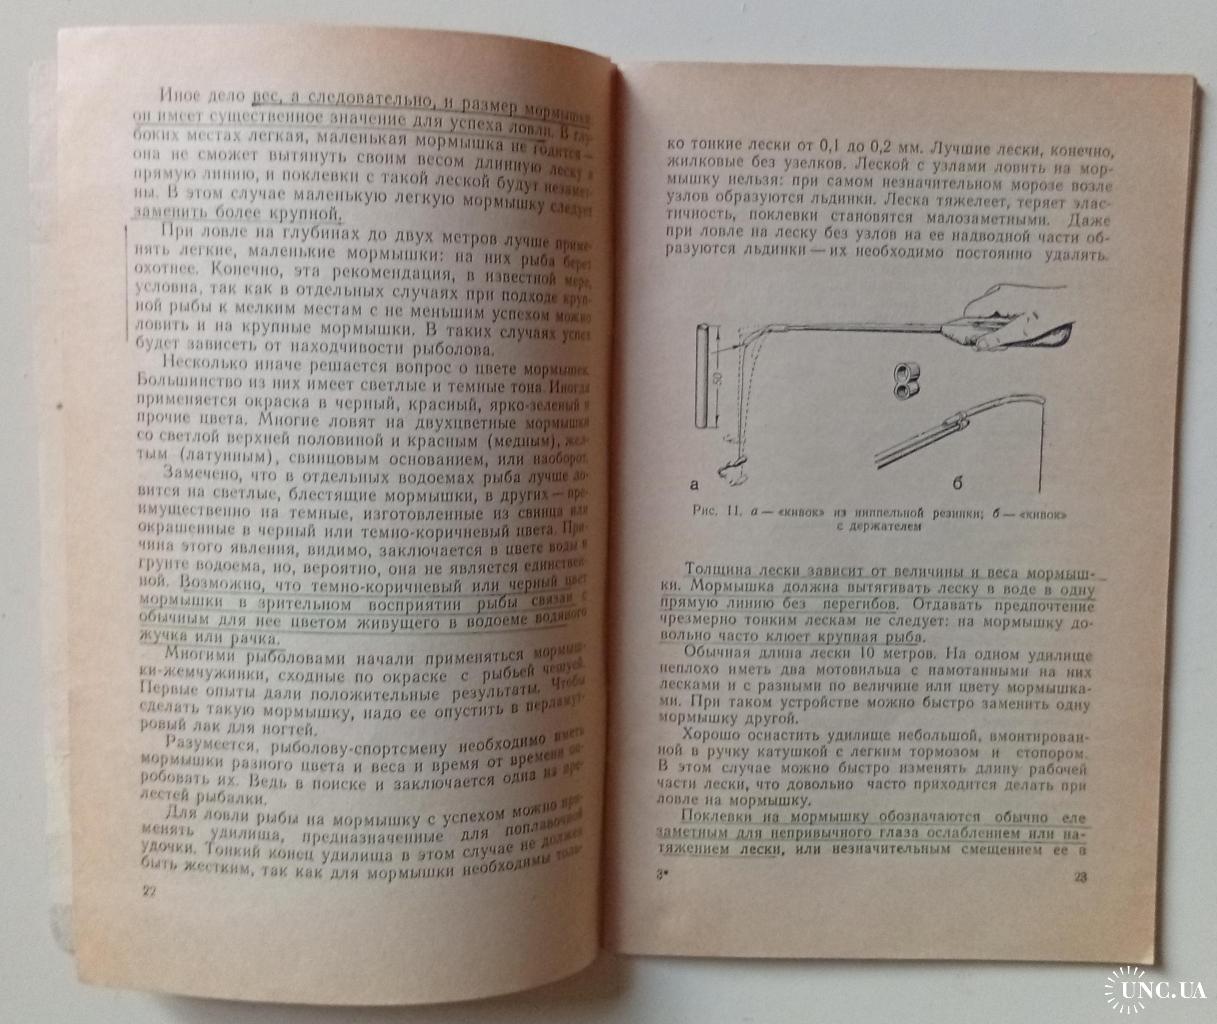 Иное дело вес, а следовательно, и размер мормышки
он имеет существенное значение для успеха ловли. В глу-
боких местах легкая, маленькая мормышка не годится —
она не сможет вытянуть своим весом длинную леску в
прямую линию, и поклевки с такой леской будут незамет-
ны. В этом случае маленькую легкую мормышку следует
заменить более крупной.
При ловле на глубинах до двух метров лучше приме-
нять легкие, маленькие мормышки: на них рыба берет
охотнее. Конечно, эта рекомендация, в известной мере,
условна, так как в отдельных случаях при подходе круп-
ной рыбы к мелким местам с не меньшим успехом можно
ловить и на крупные мормышки. В таких случаях успех
будет зависеть от находчивости рыболова.
Несколько иначе решается вопрос о цвете мормышек.
Большинство из них имеет светлые и темные тона. Иногда
применяется окраска в черный, красный, ярко-зеленый и
прочие цвета. Многие ловят на двухцветные мормышки
со светлой верхней половиной и красным (медным), жел-
тым (латунным), свинцовым основанием, или наоборот.
Замечено, что в отдельных водоемах рыба лучше ло-
вится на светлые, блестящие мормышки, в других — пре-
имущественно на темные, изготовленные из свинца или
окрашенные в черный или темно-коричневый цвета. При-
чина этого явления, видимо, заключается в цвете воды и
грунте водоема, но, вероятно, она не является единствен-
ной. Возможно, что темно-коричневый или черный цвет
мормышки в зрительном восприятии рыбы связан с
обычным для нее цветом живущего в водоеме водяного
жучка или рачка.
Многими рыболовами начали применяться мормыш-
ки-жемчужинки, сходные по окраске с рыбьей чешуей.
Первые опыты дали положительные результаты. Чтобы
сделать такую мормышку, надо ее опустить в перламут-
ровый лак для ногтей.
Разумеется, рыболову-спортсмену необходимо иметь
мормышки разного цвета и веса и время от времени оп-
робовать их. Ведь в поиске и заключается одна из пре-
лестей рыбалки.
Для ловли рыбы на мормышку с успехом можно при-
менять удилища, предназначенные для поплавочной
удочки. Тонкий конец удилища в этом случае не должен
быть жестким, так как для мормышки необходимы толь-
22
ко тонкие лески от 0,1 до 0,2 мм. Лучшие лески, конечно,
жилковые без узелков. Леской с узлами ловить на мор-
мышку нельзя: при самом незначительном морозе возле
узлов образуются льдинки. Леска тяжелеет, теряет элас-
тичность, поклевки становятся малозаметными. Даже
при ловле на леску без узлов на ее надводной части об-
разуются льдинки — их необходимо постоянно удалять.
50
а
б
Рис. 11. а — «кивок» из ниппельной резинки; б — «кивок»
с держателем
Толщина лески зависит от величины и веса мормыш-
ки. Мормышка должна вытягивать леску в воде в одну
прямую линию без перегибов. Отдавать предпочтение
чрезмерно тонким лескам не следует: на мормышку до-
вольно часто клюет крупная рыба.
Обычная длина лески 10 метров. На одном удилище
неплохо иметь два мотовильца с намотанными на них
лесками и с разными по величине или цвету мормышка-
ми. При таком устройстве можно быстро заменить одну
мормышку другой.
Хорошо оснастить удилище небольшой, вмонтирован-
ной в ручку катушкой с легким тормозом и стопором.
В этом случае можно быстро изменять длину рабочей
части лески, что довольно часто приходится делать при
ловле на мормышку.
Поклевки на мормышку обозначаются обычно еле
заметным для непривычного глаза ослаблением или на-
тяжением лески, или незначительным смещением ее в
3*
23
UNC.UA